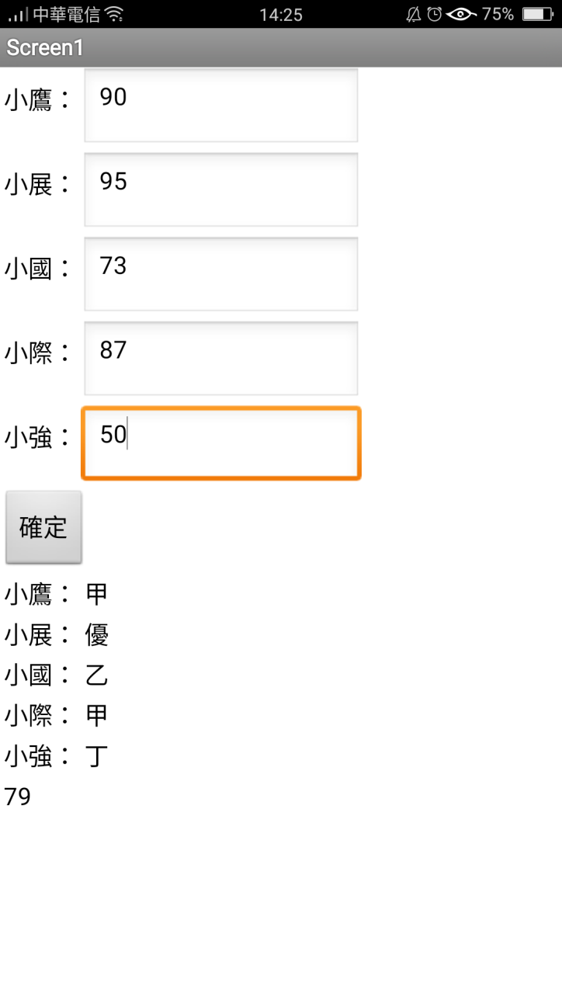 中華電信 14:25 75%
Screen1
小鷹： 90
小展： 95
小國： 73
小際： 87
小強： 50
確定
小鷹： 甲
小展： 優
小國： 乙
小際： 甲
小強： 丁
79